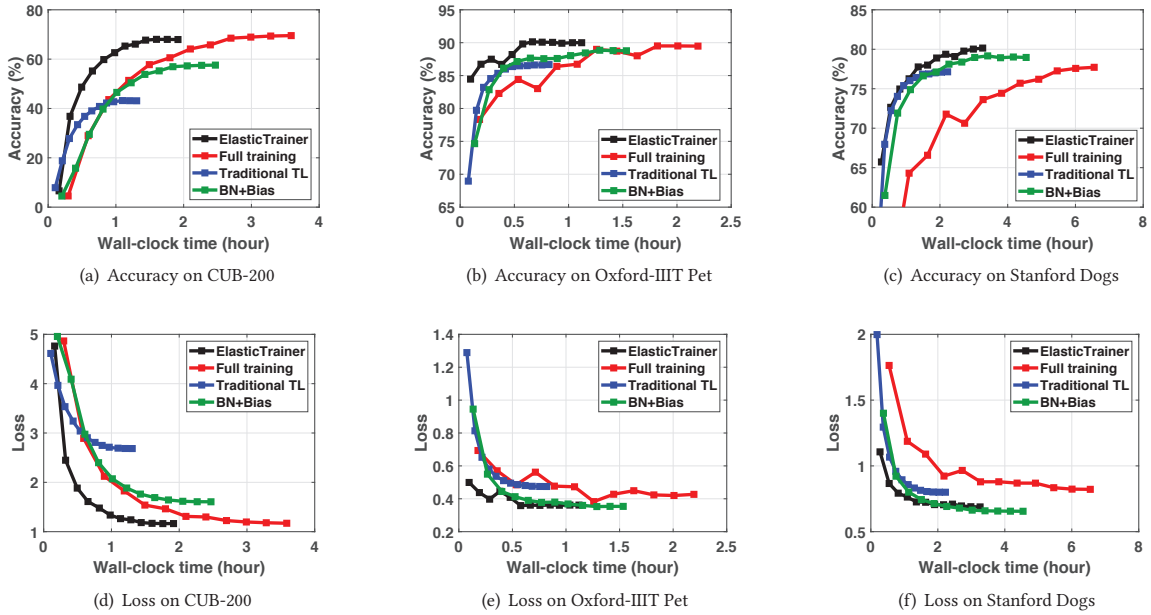 80
60
40
20
0
Accuracy (%)
ElasticTrainer
Full training
Traditional TL
BN+Bias
0 1 2 3 4
Wall-clock time (hour)
(a) Accuracy on CUB-200
95
90
85
80
75
70
65
Accuracy (%)
ElasticTrainer
Full training
Traditional TL
BN+Bias
0 0.5 1 1.5 2 2.5
Wall-clock time (hour)
(b) Accuracy on Oxford-IIIT Pet
85
80
75
70
65
60
Accuracy (%)
ElasticTrainer
Full training
Traditional TL
BN+Bias
0 2 4 6 8
Wall-clock time (hour)
(c) Accuracy on Stanford Dogs
5
4
3
2
1
Loss
ElasticTrainer
Full training
Traditional TL
BN+Bias
0 1 2 3 4
Wall-clock time (hour)
(d) Loss on CUB-200
1.4
1.2
1
0.8
0.6
0.4
0.2
Loss
ElasticTrainer
Full training
Traditional TL
BN+Bias
0 0.5 1 1.5 2 2.5
Wall-clock time (hour)
(e) Loss on Oxford-IIIT Pet
2
1.5
1
0.5
Loss
ElasticTrainer
Full training
Traditional TL
BN+Bias
0 2 4 6 8
Wall-clock time (hour)
(f) Loss on Stanford Dogs